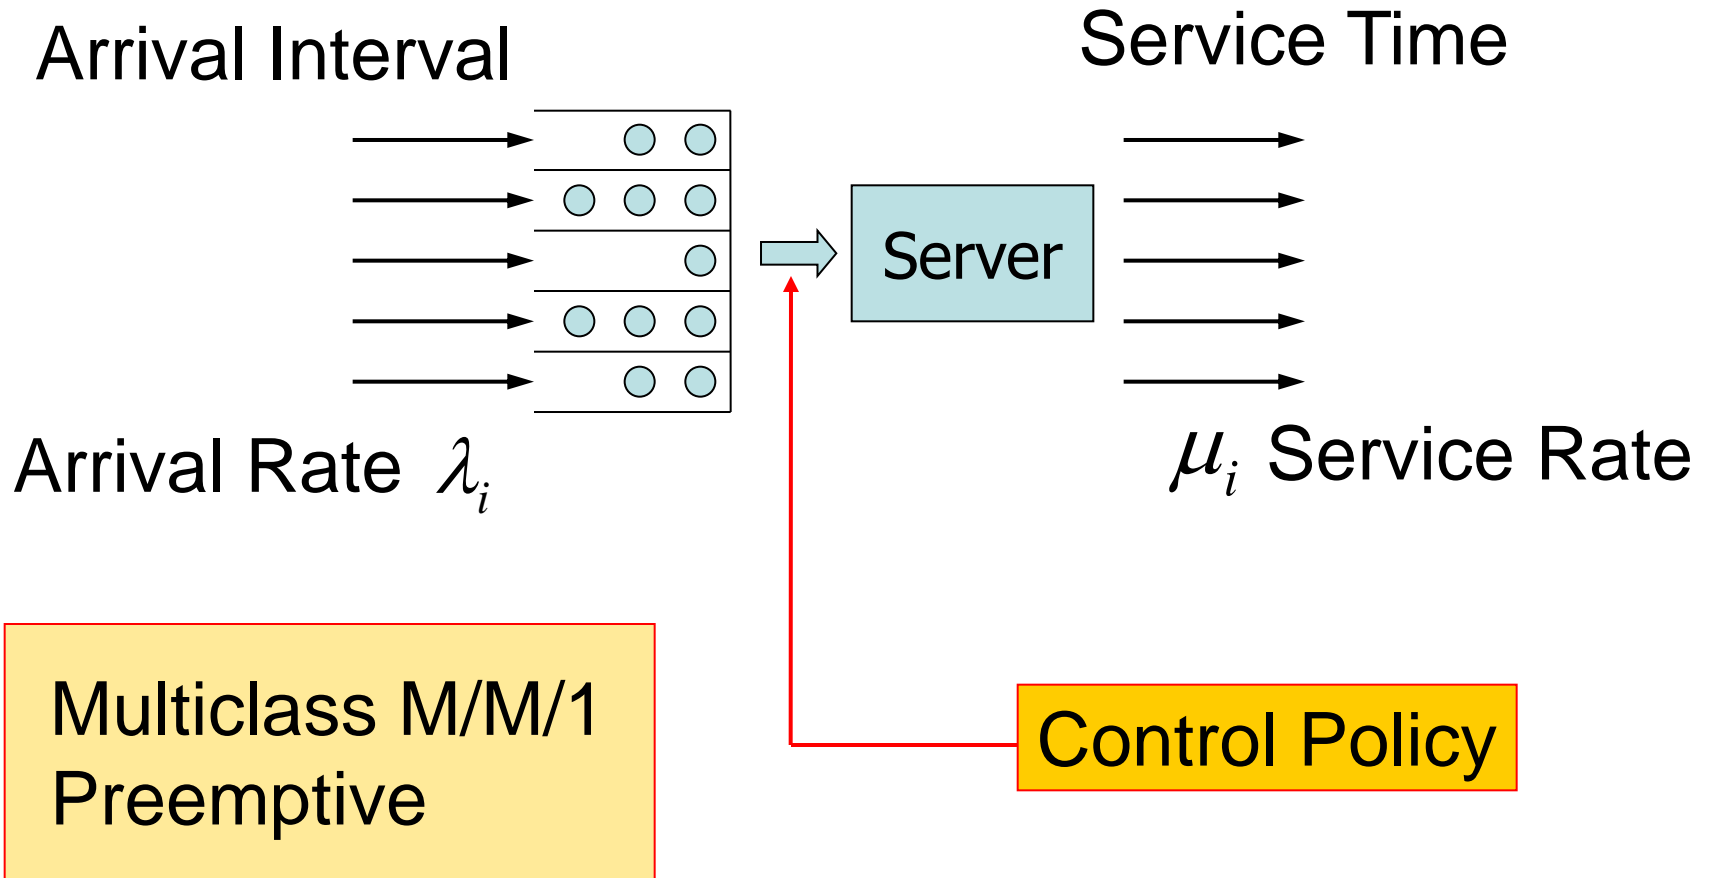 Arrival Interval
Service Time
Server
Arrival Rate λi
μi Service Rate
Multiclass M/M/1
Preemptive
Control Policy